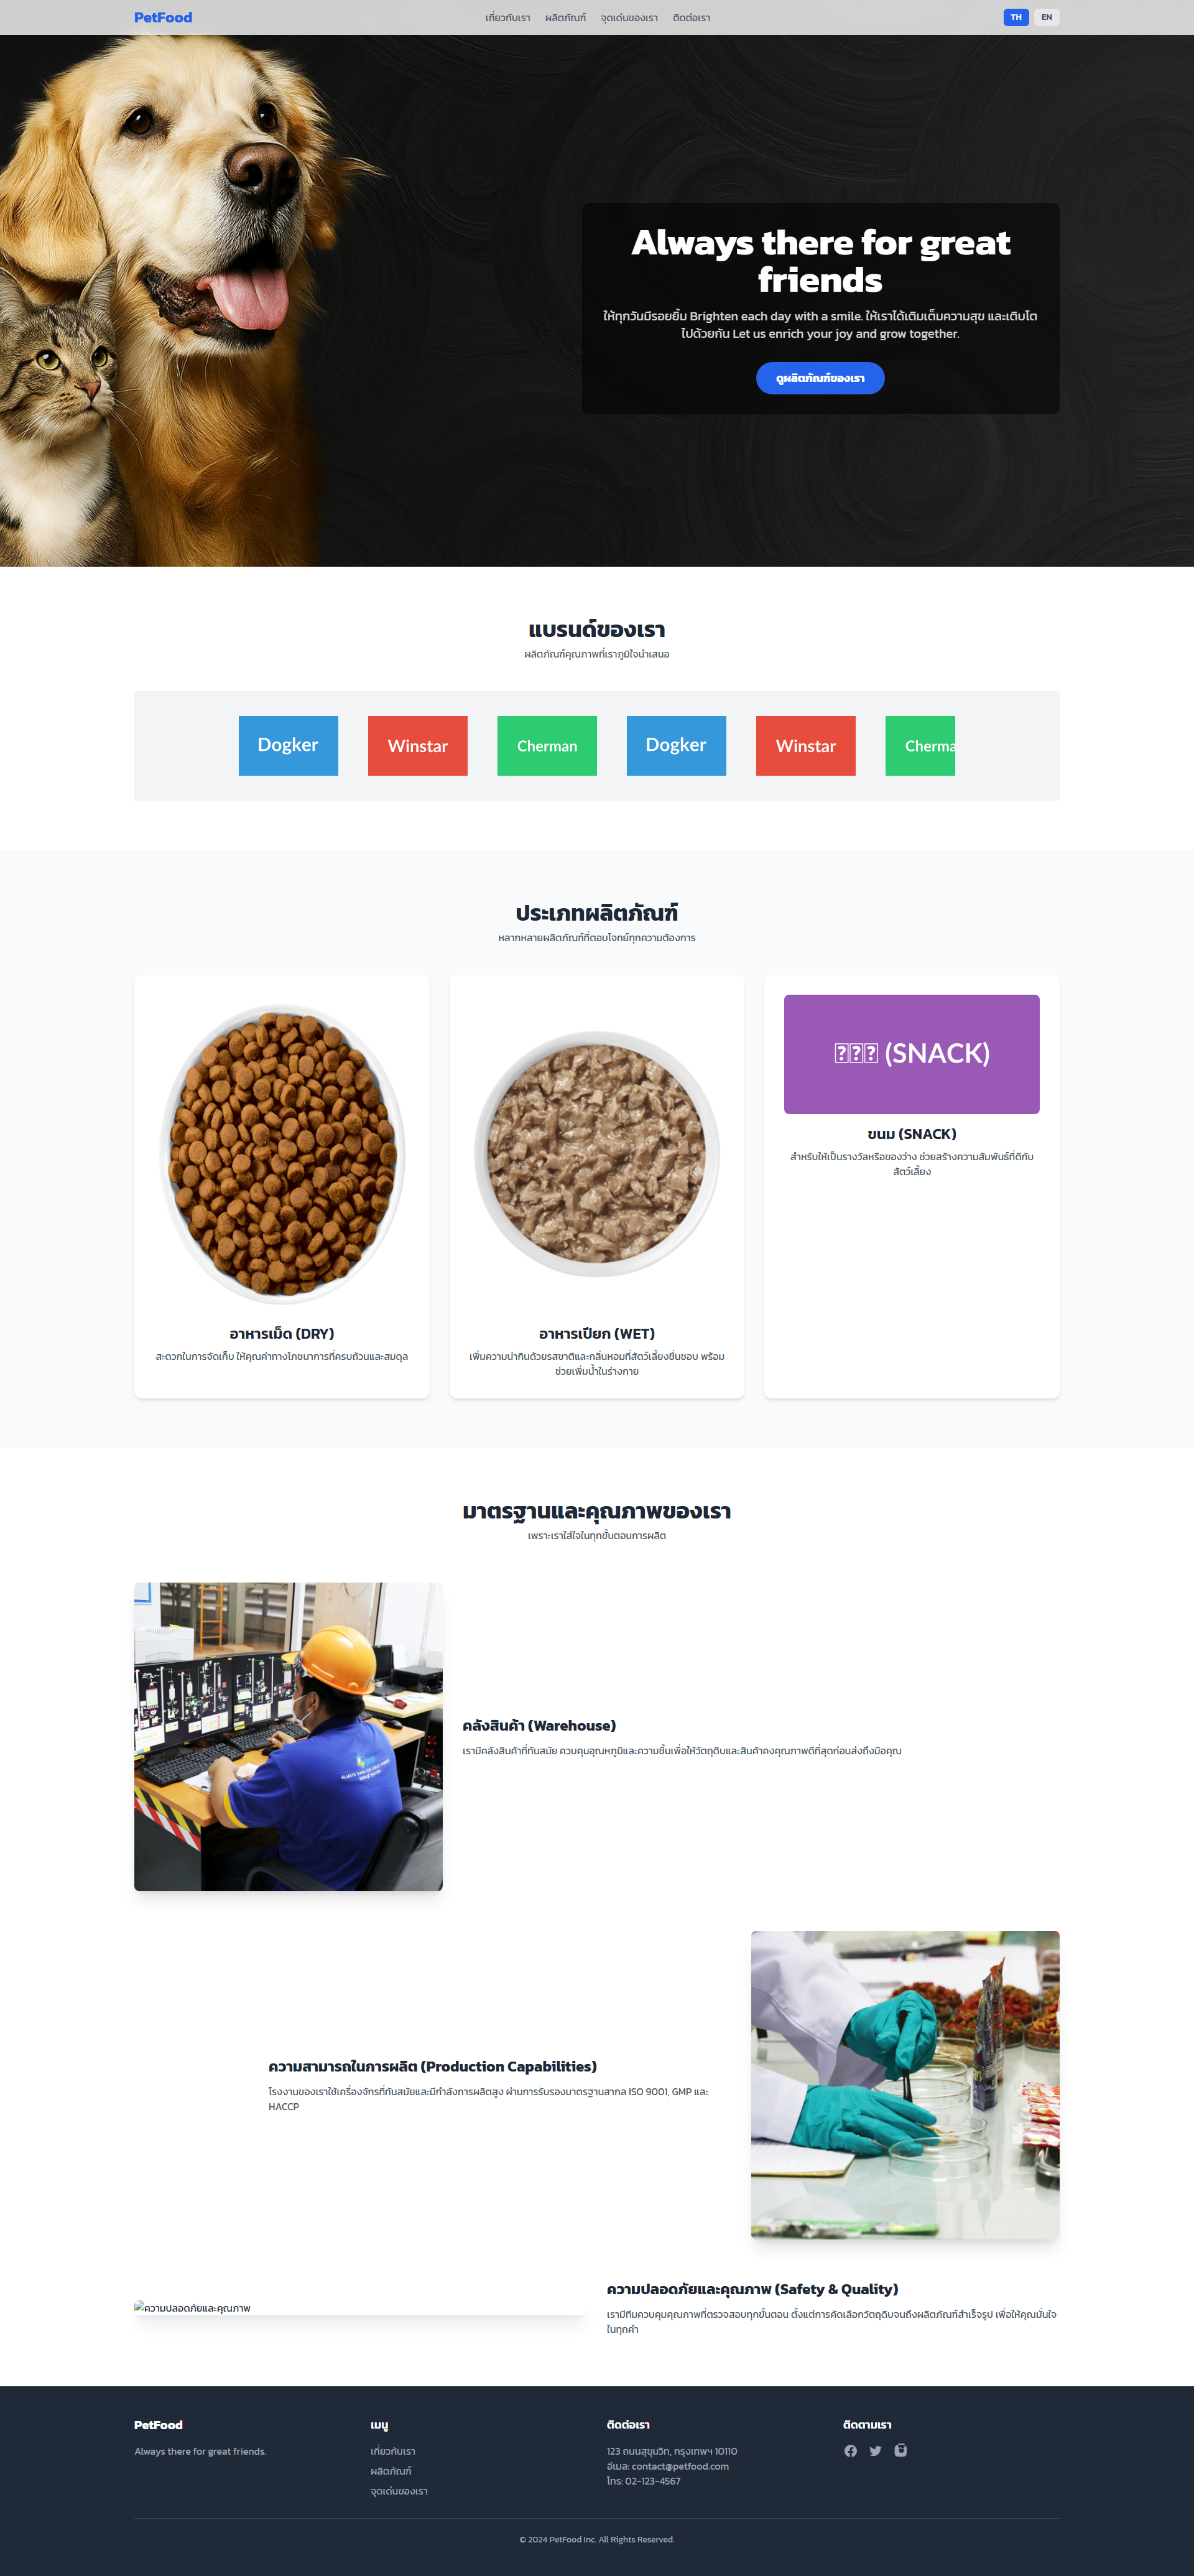 PetFood
เกี่ยวกับเรา
ผลิตภัณฑ์
จุดเด่นของเรา
ติดต่อเรา
TH
EN
Always there for great
friends
ให้ทุกวันมีรอยยิ้ม Brighten each day with a smile. ให้เราได้เติมเต็มความสุข และเติบโต
ไปด้วยกัน Let us enrich your joy and grow together.
ดูผลิตภัณฑ์ของเรา
แบรนด์ของเรา
ผลิตภัณฑ์คุณภาพที่เราภูมิใจนำเสนอ
Dogker
Winstar
Cherman
Dogker
Winstar
Cherma
ประเภทผลิตภัณฑ์
หลากหลายผลิตภัณฑ์ที่ตอบโจทย์ทุกความต้องการ
อาหารเม็ด (DRY)
สะดวกในการจัดเก็บ ให้คุณค่าทางโภชนาการที่ครบถ้วนและสมดุล
อาหารเปียก (WET)
เพิ่มความน่ากินด้วยรสชาติและกลิ่นหอมที่สัตว์เลี้ยงชื่นชอบ พร้อม
ช่วยเพิ่มน้ำในร่างกาย
(SNACK)
ขนม (SNACK)
สำหรับให้เป็นรางวัลหรือของว่าง ช่วยสร้างความสัมพันธ์ที่ดีกับ
สัตว์เลี้ยง
มาตรฐานและคุณภาพของเรา
เพราะเราใส่ใจในทุกขั้นตอนการผลิต
คลังสินค้า (Warehouse)
เรามีคลังสินค้าที่ทันสมัย ควบคุมอุณหภูมิและความชื้นเพื่อให้วัตถุดิบและสินค้าคงคุณภาพดีที่สุดก่อนส่งถึงมือคุณ
ความสามารถในการผลิต (Production Capabilities)
โรงงานของเราใช้เครื่องจักรที่ทันสมัยและมีกำลังการผลิตสูง ผ่านการรับรองมาตรฐานสากล ISO 9001, GMP และ
HACCP
ความปลอดภัยและคุณภาพ
ความปลอดภัยและคุณภาพ (Safety & Quality)
เรามีทีมควบคุมคุณภาพที่ตรวจสอบทุกขั้นตอน ตั้งแต่การคัดเลือกวัตถุดิบจนถึงผลิตภัณฑ์สำเร็จรูป เพื่อให้คุณมั่นใจ
ในทุกคำ
PetFood
Always there for great friends.
เมนู
เกี่ยวกับเรา
ผลิตภัณฑ์
จุดเด่นของเรา
ติดต่อเรา
123 ถนนสุขุมวิท, กรุงเทพฯ 10110
อีเมล: contact@petfood.com
โทร: 02-123-4567
ติดตามเรา
© 2024 PetFood Inc. All Rights Reserved.